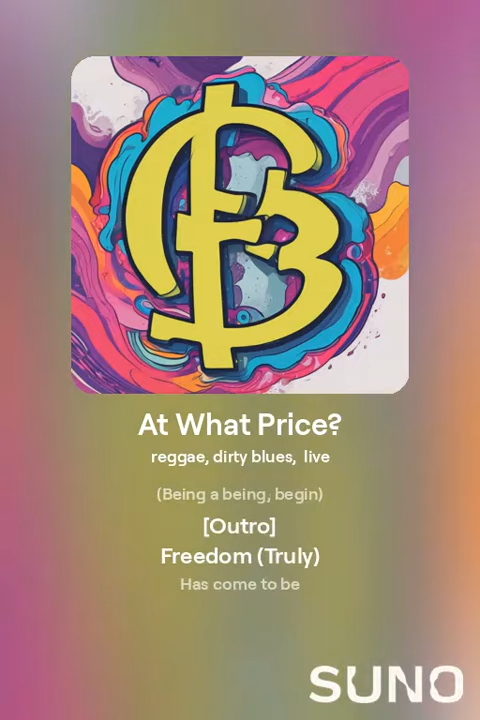 At What Price?
reggae, dirty blues, live
(Being a being, begin)
[Outro]
Freedom (Truly)
Has come to be
SUNO